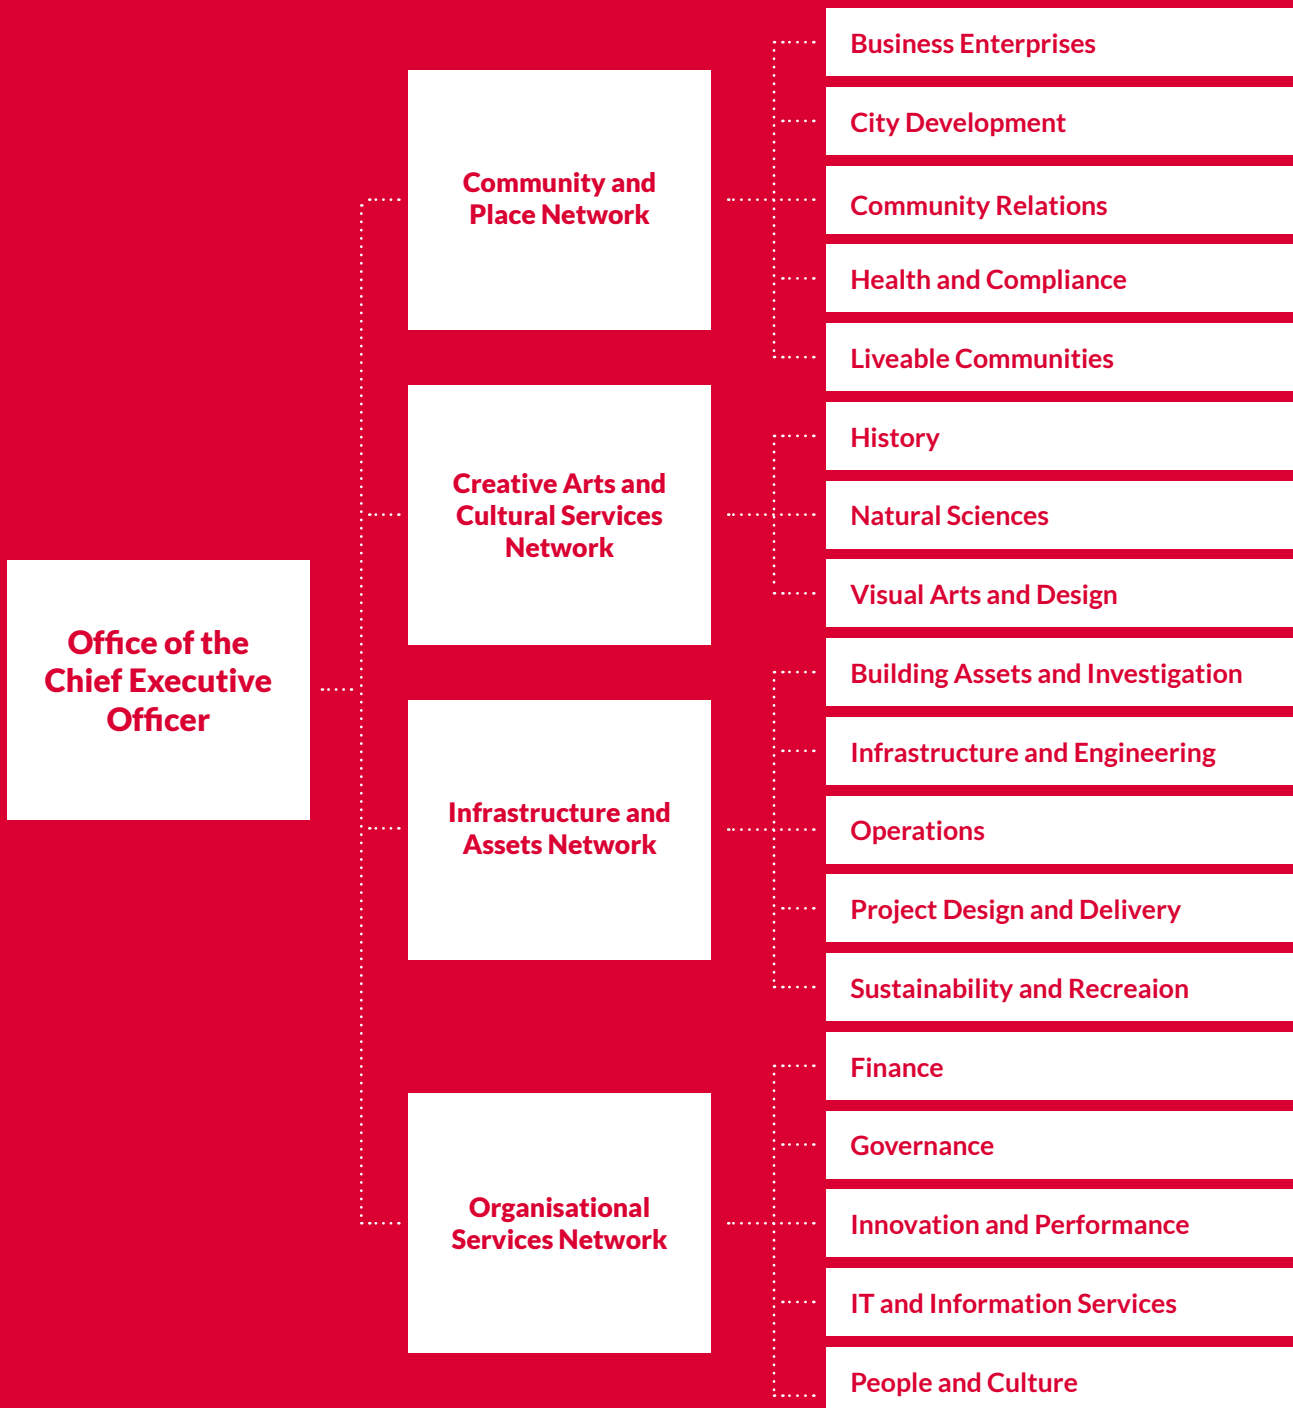 Office of the
Chief Executive
Officer
Community and
Place Network
Business Enterprises
City Development
Community Relations
Health and Compliance
Liveable Communities
Creative Arts and
Cultural Services
Network
History
Natural Sciences
Visual Arts and Design
Infrastructure and
Assets Network
Building Assets and Investigation
Infrastructure and Engineering
Operations
Project Design and Delivery
Sustainability and Recreaion
Organisational
Services Network
Finance
Governance
Innovation and Performance
IT and Information Services
People and Culture